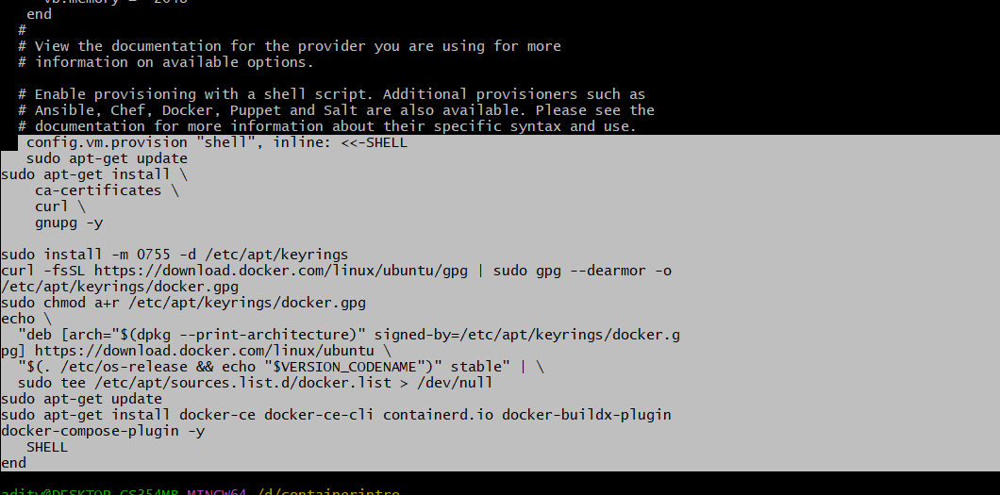 vb.memory = "2048"
    end
  #
  # View the documentation for the provider you are using for more
  # information on available options.

  # Enable provisioning with a shell script. Additional provisioners such as
  # Ansible, Chef, Docker, Puppet and Salt are also available. Please see the
  # documentation for more information about their specific syntax and use.
   config.vm.provision "shell", inline: <<-SHELL
   sudo apt-get update
sudo apt-get install \
    ca-certificates \
    curl \
    gnupg -y

sudo install -m 0755 -d /etc/apt/keyrings
curl -fsSL https://download.docker.com/linux/ubuntu/gpg | sudo gpg --dearmor -o
/etc/apt/keyrings/docker.gpg
sudo chmod a+r /etc/apt/keyrings/docker.gpg
echo \
  "deb [arch="$(dpkg --print-architecture)" signed-by=/etc/apt/keyrings/docker.g
pg] https://download.docker.com/linux/ubuntu \
  "$(. /etc/os-release && echo "$VERSION_CODENAME")" stable" | \
  sudo tee /etc/apt/sources.list.d/docker.list > /dev/null
sudo apt-get update
sudo apt-get install docker-ce docker-ce-cli containerd.io docker-buildx-plugin
docker-compose-plugin -y
   SHELL
end

adity@DESKTOP-GS354MB MINGW64 /d/containerintro